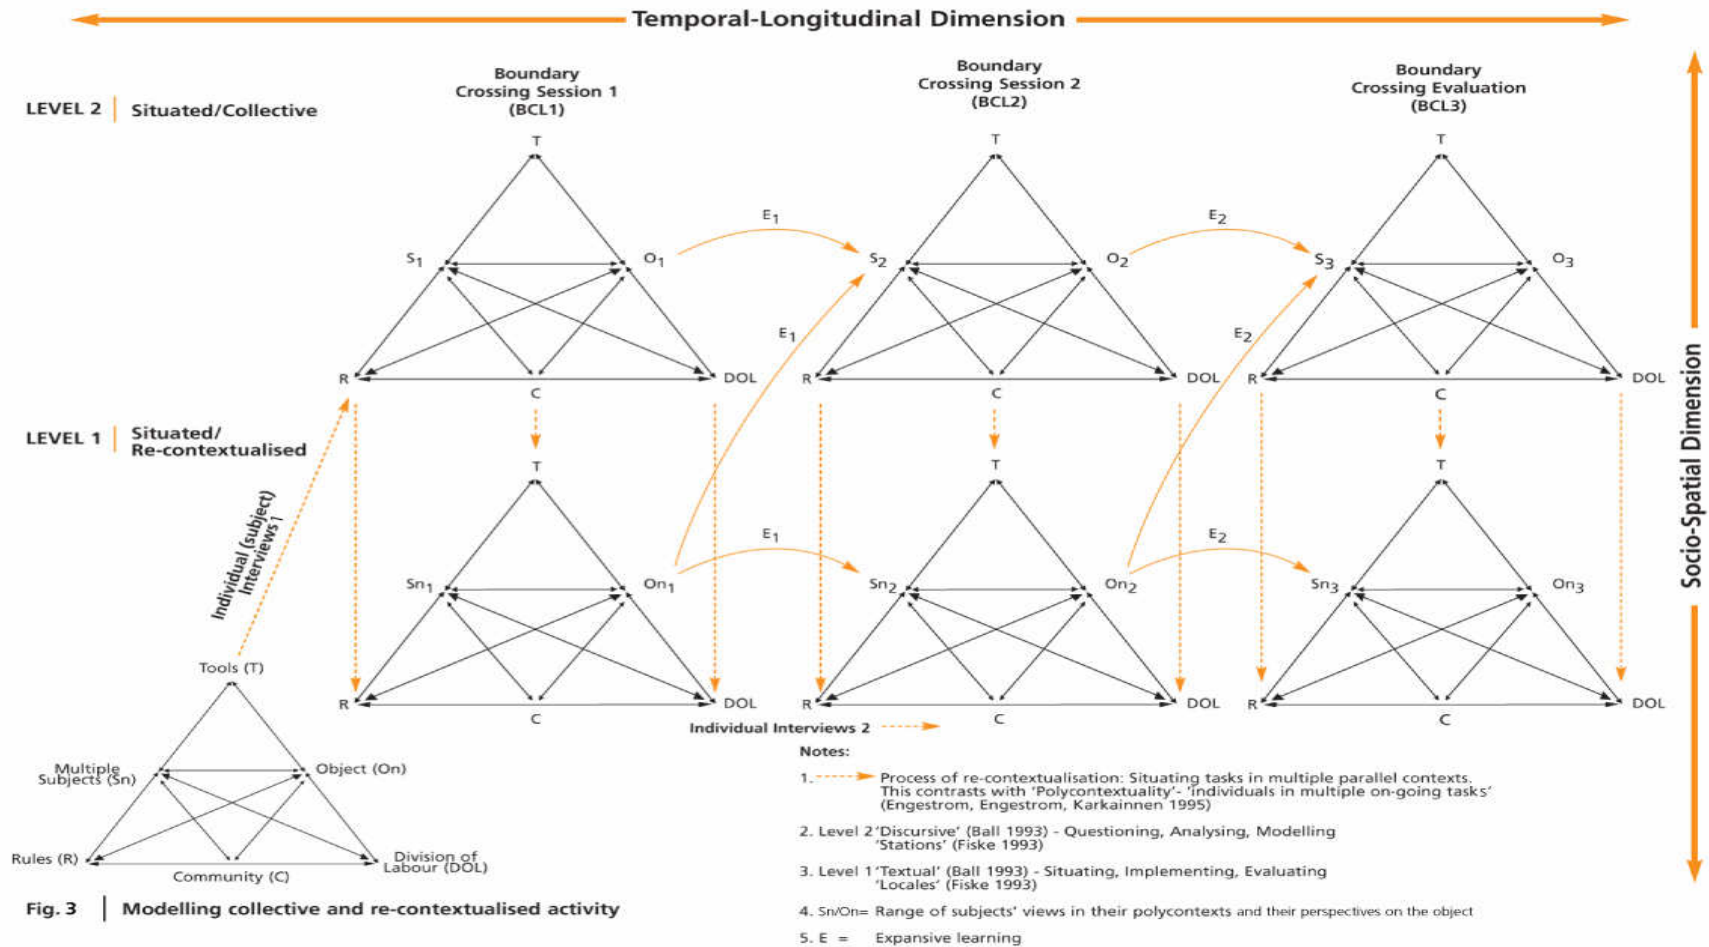 Temporal-Longitudinal Dimension
Boundary
Crossing Session 1
(BCL1)
Boundary
Crossing Session 2
(BCL2)
Boundary
Crossing Evaluation
(BCL3)
LEVEL 2 | Situated/Collective
T
T
T
E1
E2
S1
O1
S2
O2
S3
O3
E1
E2
R
C
DOL
R
C
DOL
R
C
DOL
Socio-Spatial Dimension
LEVEL 1 | Situated/
Re-contextualised
T
T
T
Individual (subject)
Interviews 1
E1
E2
Sn1
On1
Sn2
On2
Sn3
On3
R
C
DOL
R
C
DOL
R
C
DOL
Tools (T)
Multiple
Subjects (Sn)
Object (On)
Rules (R)
Community (C)
Division of
Labour (DOL)
Individual Interviews 2
Notes:
1. Process of re-contextualisation: Situating tasks in multiple parallel contexts.
This contrasts with 'Polycontextuality'- 'individuals in multiple on-going tasks'
(Engestrom, Engestrom, Karkainnen 1995)
2. Level 2 'Discursive' (Ball 1993) - Questioning, Analysing, Modelling
'Stations' (Fiske 1993)
3. Level 1 'Textual' (Ball 1993) - Situating, Implementing, Evaluating
'Locales' (Fiske 1993)
4. Sn/On= Range of subjects' views in their polycontexts and their perspectives on the object
5. E = Expansive learning
Fig. 3 | Modelling collective and re-contextualised activity